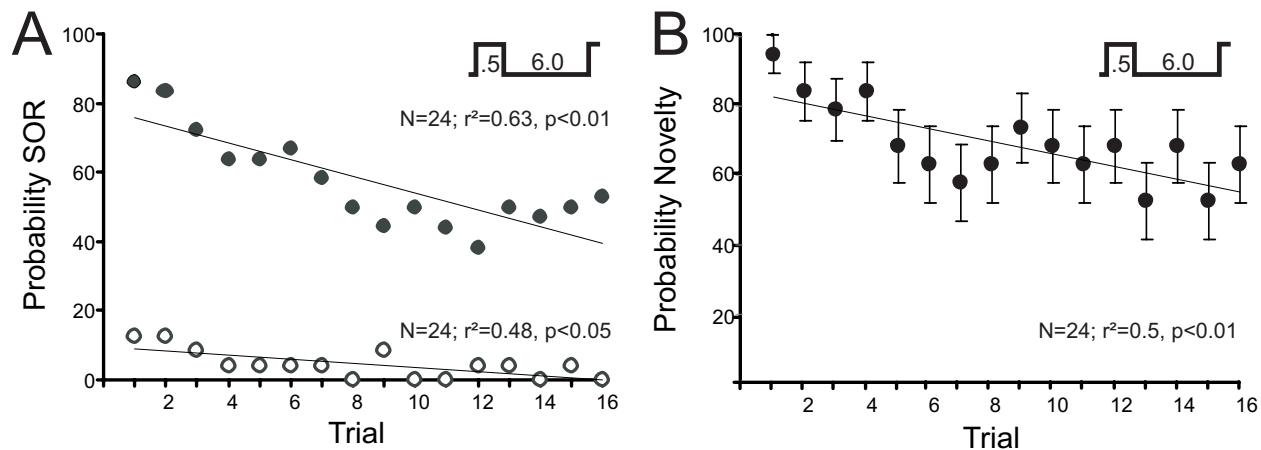 A
100
80
60
40
20
0
Probability SOR
.5 6.0
N=24; r²=0.63, p<0.01
N=24; r²=0.48, p<0.05
2 4 6 8 10 12 14 16
Trial
B
100
80
60
40
20
Probability Novelty
.5 6.0
N=24; r²=0.5, p<0.01
2 4 6 8 10 12 14 16
Trial